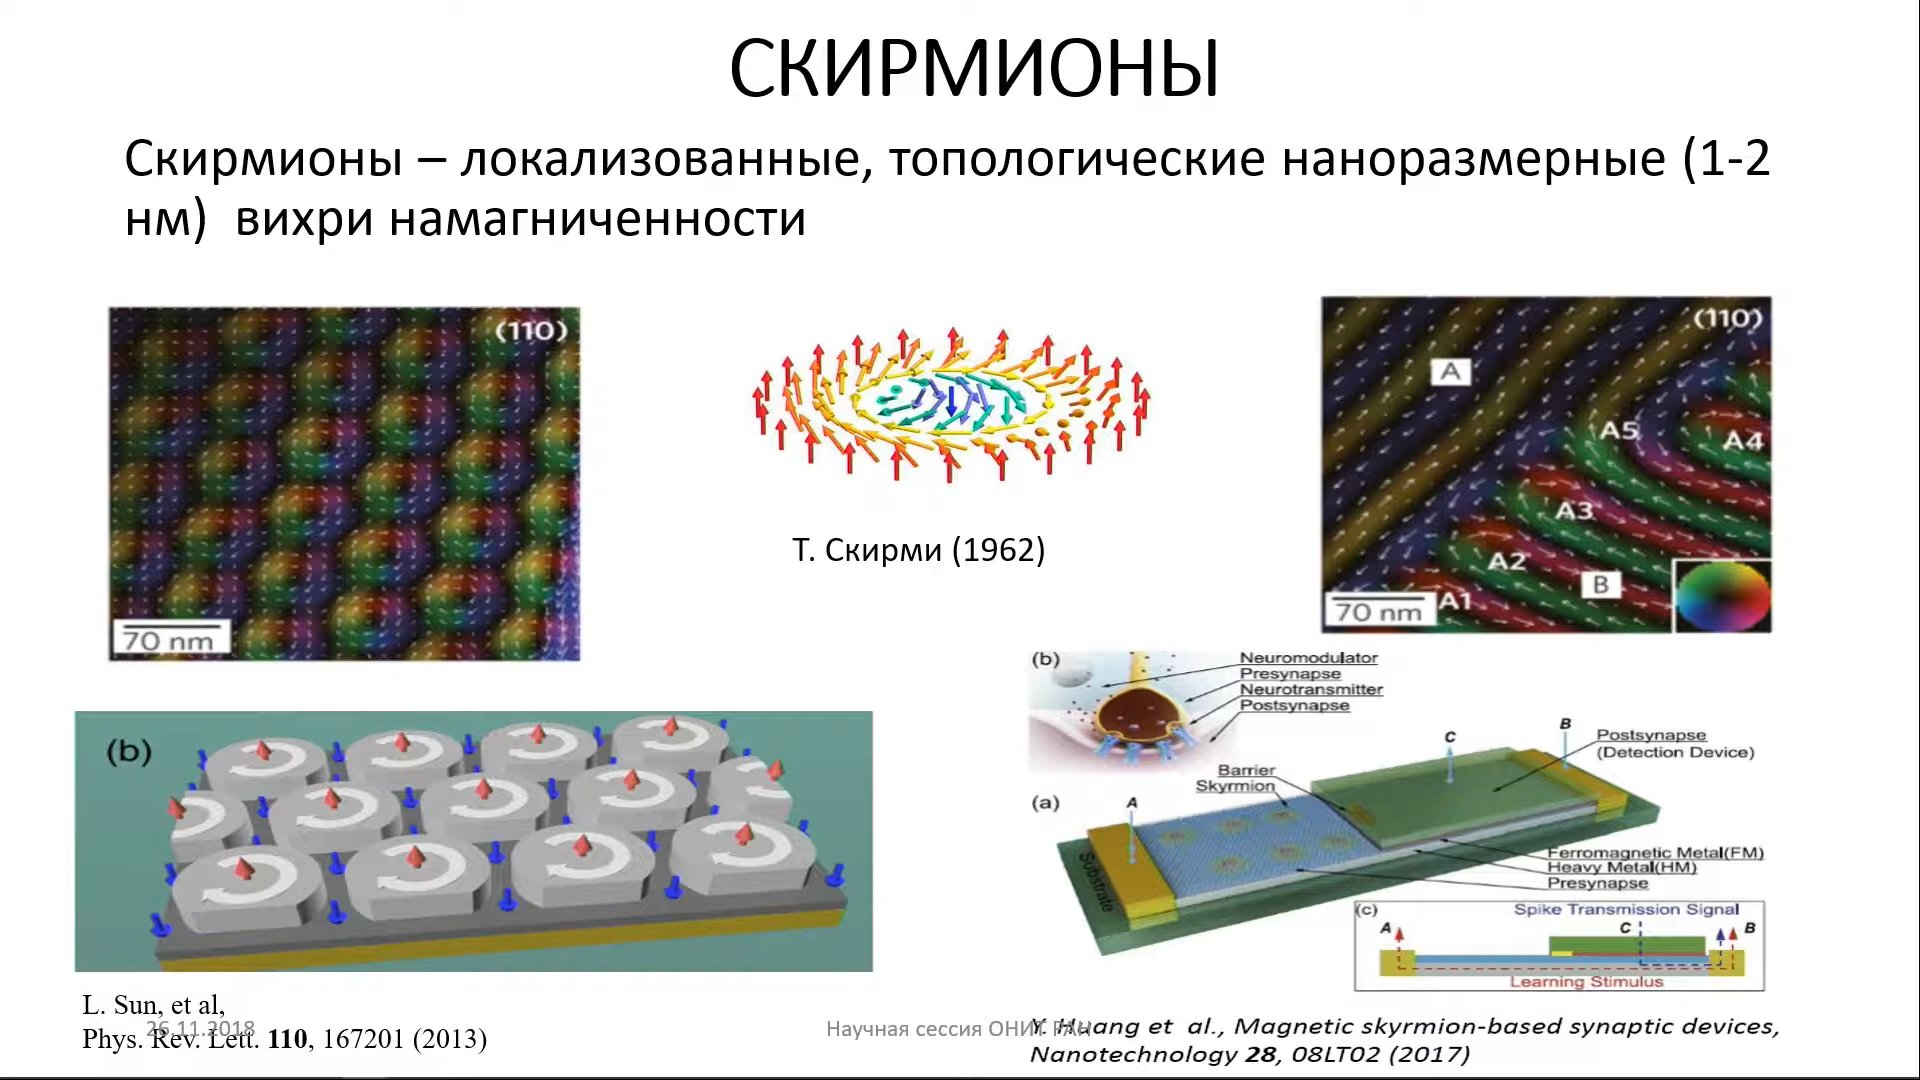 СКИРМИОНЫ
Скирмионы – локализованные, топологические наноразмерные (1-2
нм) вихри намагниченности
(110)
70 nm
Т. Скирми (1962)
(110)
A
A5
A4
A3
A2
B
A1
70 nm
(b)
L. Sun, et al,
Phys. Rev. Lett. 110, 167201 (2013)
26.11.2018
Научная сессия ОНИТ РАН
(b)
Neuromodulator
Presynapse
Neurotransmitter
Postsynapse
B
C
Postsynapse
(Detection Device)
Barrier
Skyrmion
(a)
A
Substrate
Ferromagnetic Metal(FM)
Heavy Metal(HM)
Presynapse
(c)
Spike Transmission Signal
A
C
B
Learning Stimulus
Y. Huang et al., Magnetic skyrmion-based synaptic devices,
Nanotechnology 28, 08LT02 (2017)